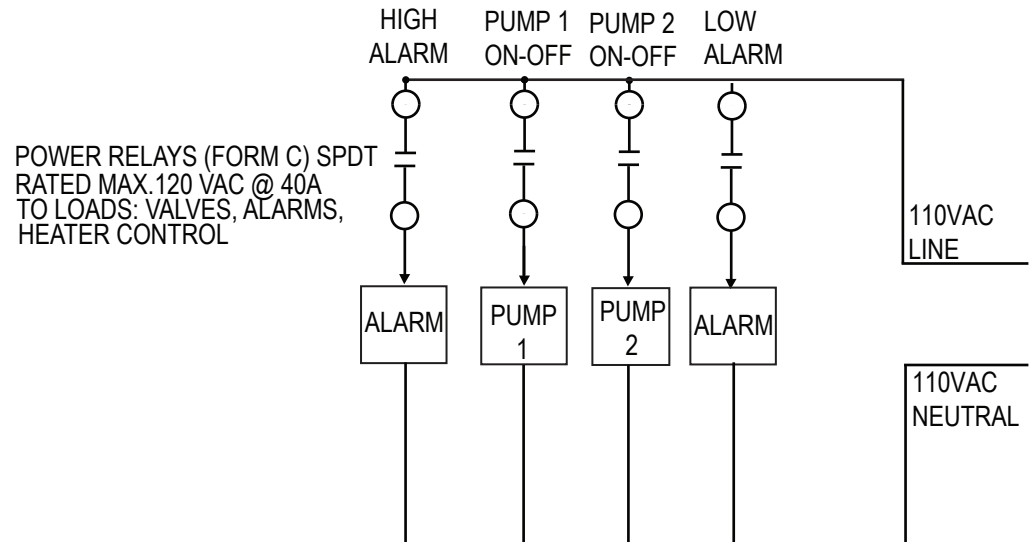 HIGH
ALARM
PUMP 1
ON-OFF
PUMP 2
ON-OFF
LOW
ALARM
POWER RELAYS (FORM C) SPDT
RATED MAX.120 VAC @ 40A
TO LOADS: VALVES, ALARMS,
HEATER CONTROL
110VAC
LINE
ALARM
PUMP
1
PUMP
2
ALARM
110VAC
NEUTRAL